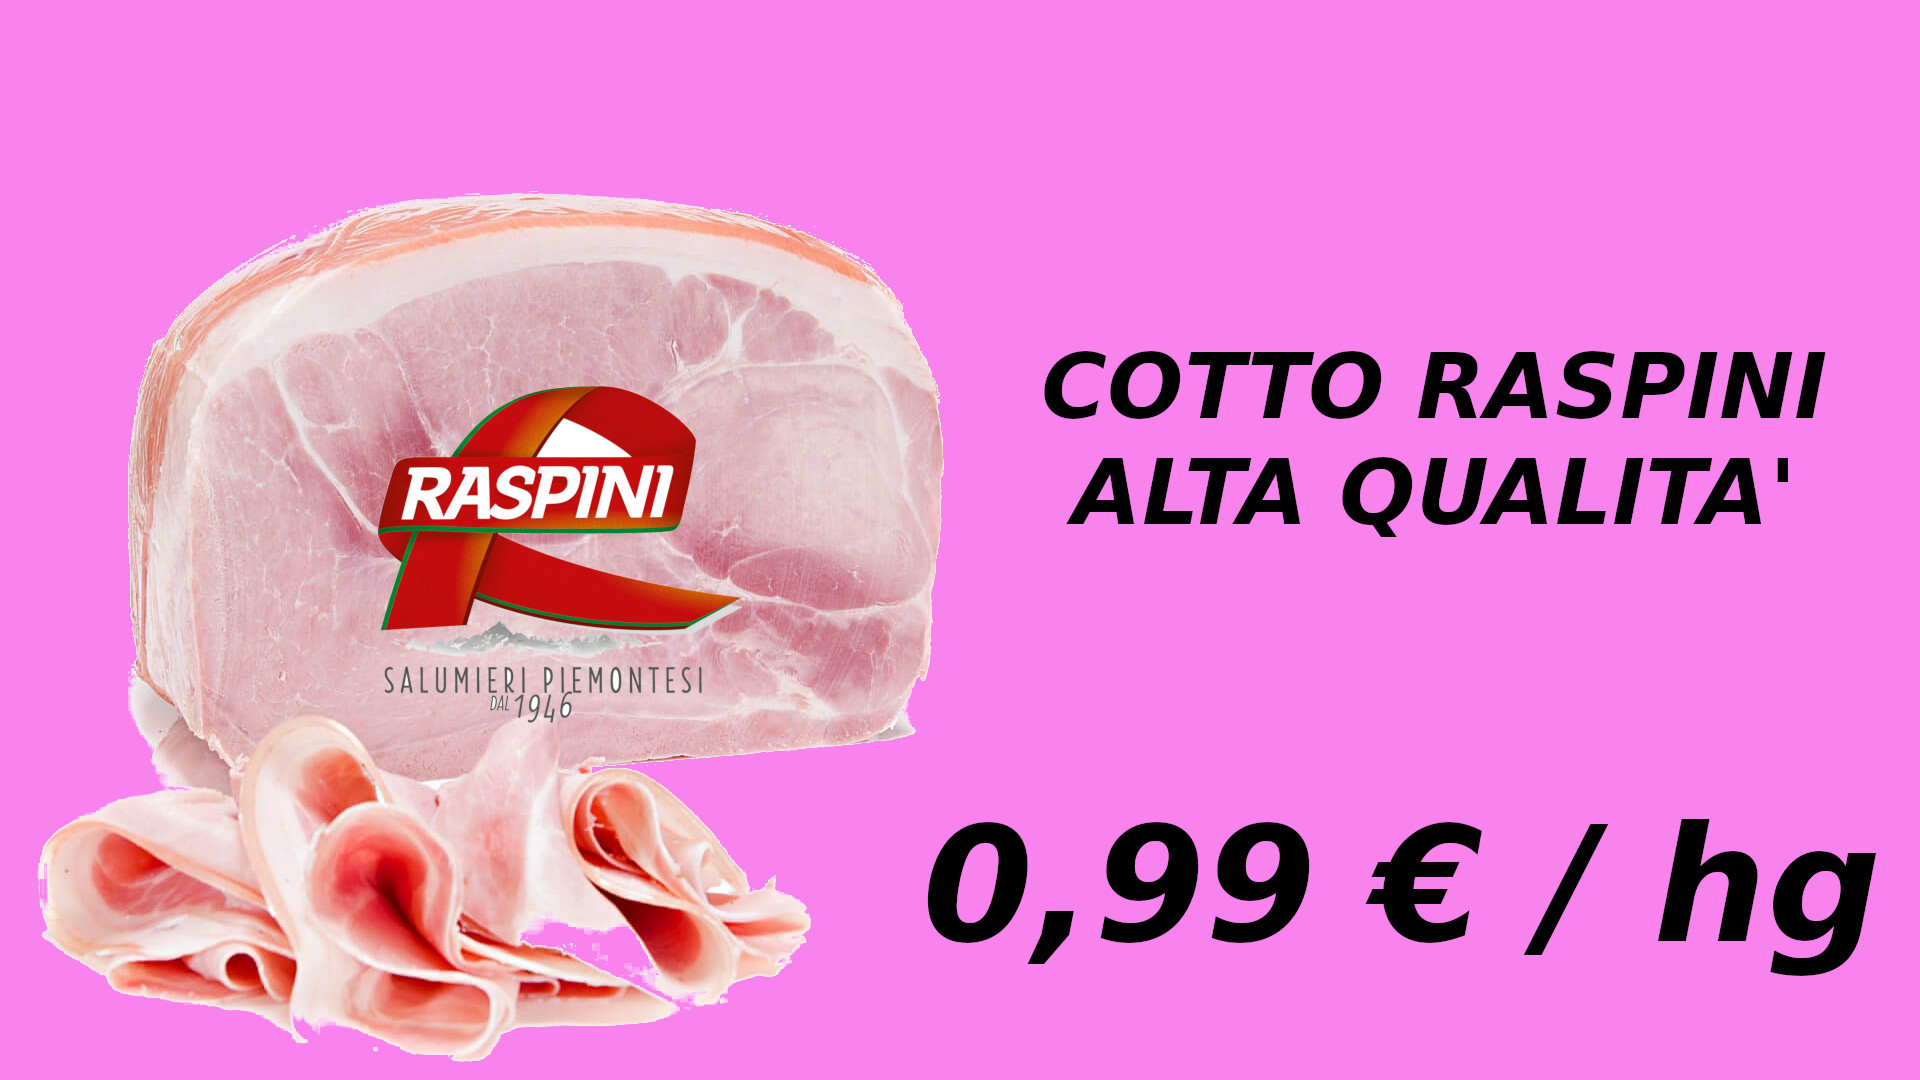 COTTO RASPINI
ALTA QUALITA'
RASPINI
SALUMIERI PIEMONTESI
DAL 1946
0,99 € / hg